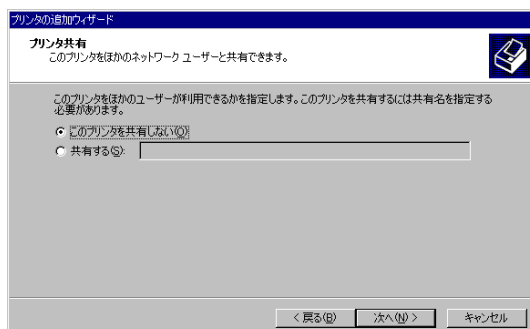 プリンタの追加ウィザード
プリンタ共有
このプリンタをほかのネットワーク ユーザーと共有できます。
このプリンタをほかのユーザーが利用できるかを指定します。このプリンタを共有するには共有名を指定する
必要があります。
このプリンタを共有しない(O)
共有する(S):
< 戻る(B)
次へ(N) >
キャンセル